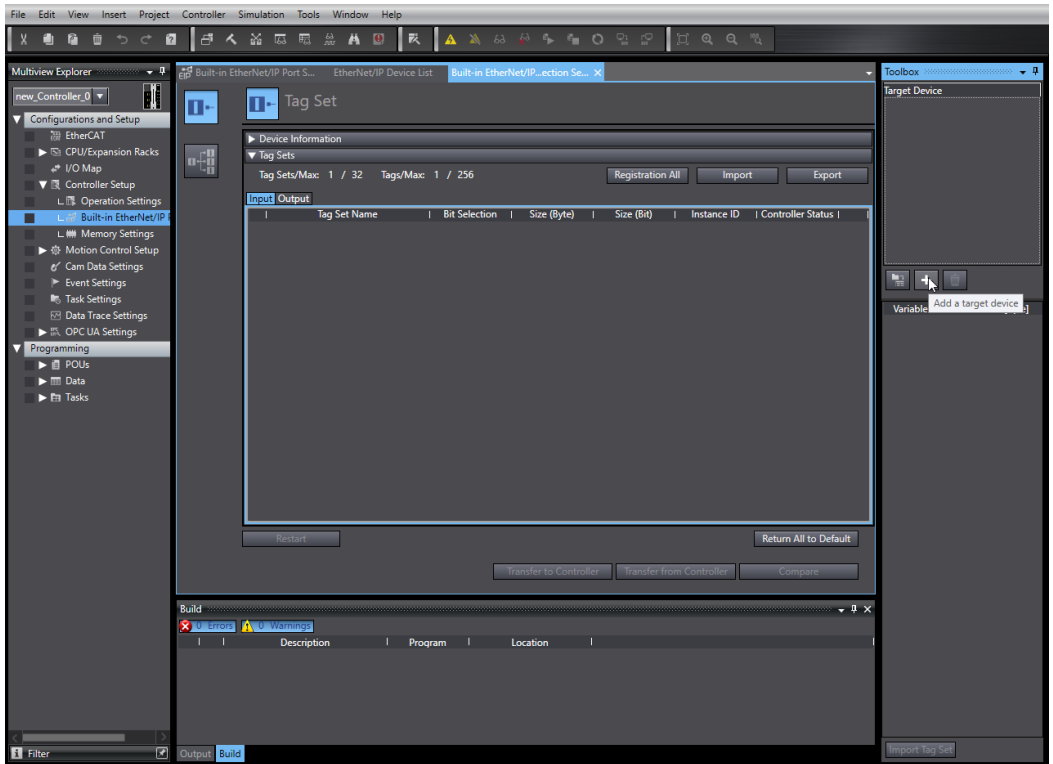 File Edit View Insert Project Controller Simulation Tools Window Help
Multiview Explorer
new_Controller_0
Configurations and Setup
EtherCAT
CPU/Expansion Racks
I/O Map
Controller Setup
Operation Settings
Built-in EtherNet/IP
Memory Settings
Motion Control Setup
Cam Data Settings
Event Settings
Task Settings
Data Trace Settings
OPC UA Settings
Programming
POUs
Data
Tasks
Filter
Built-in EtherNet/IP Port S... EtherNet/IP Device List Built-in EtherNet/IP...ection Se...
Tag Set
Device Information
Tag Sets
Tag Sets/Max: 1 / 32 Tags/Max: 1 / 256 Registration All Import Export
Input Output
Tag Set Name Bit Selection Size (Byte) Size (Bit) Instance ID Controller Status
Restart Return All to Default
Transfer to Controller Transfer from Controller Compare
Build
0 Errors 0 Warnings
Description Program Location
Output Build
Toolbox
Target Device
Add a target device
Variable
Import Tag Set